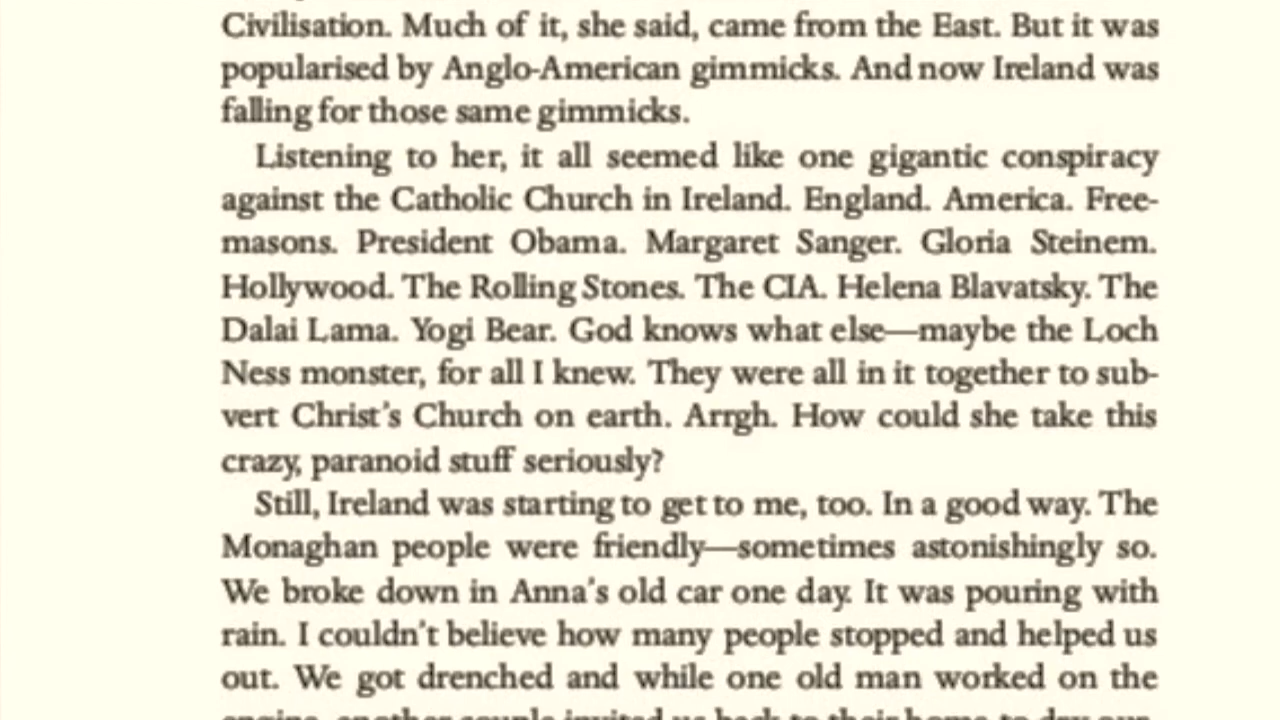 Civilisation. Much of it, she said, came from the East. But it was
popularised by Anglo-American gimmicks. And now Ireland was
falling for those same gimmicks.
Listening to her, it all seemed like one gigantic conspiracy
against the Catholic Church in Ireland. England. America. Free-
masons. President Obama. Margaret Sanger. Gloria Steinem.
Hollywood. The Rolling Stones. The CIA. Helena Blavatsky. The
Dalai Lama. Yogi Bear. God knows what else—maybe the Loch
Ness monster, for all I knew. They were all in it together to sub-
vert Christ's Church on earth. Arrgh. How could she take this
crazy, paranoid stuff seriously?
Still, Ireland was starting to get to me, too. In a good way. The
Monaghan people were friendly—sometimes astonishingly so.
We broke down in Anna's old car one day. It was pouring with
rain. I couldn't believe how many people stopped and helped us
out. We got drenched and while one old man worked on the